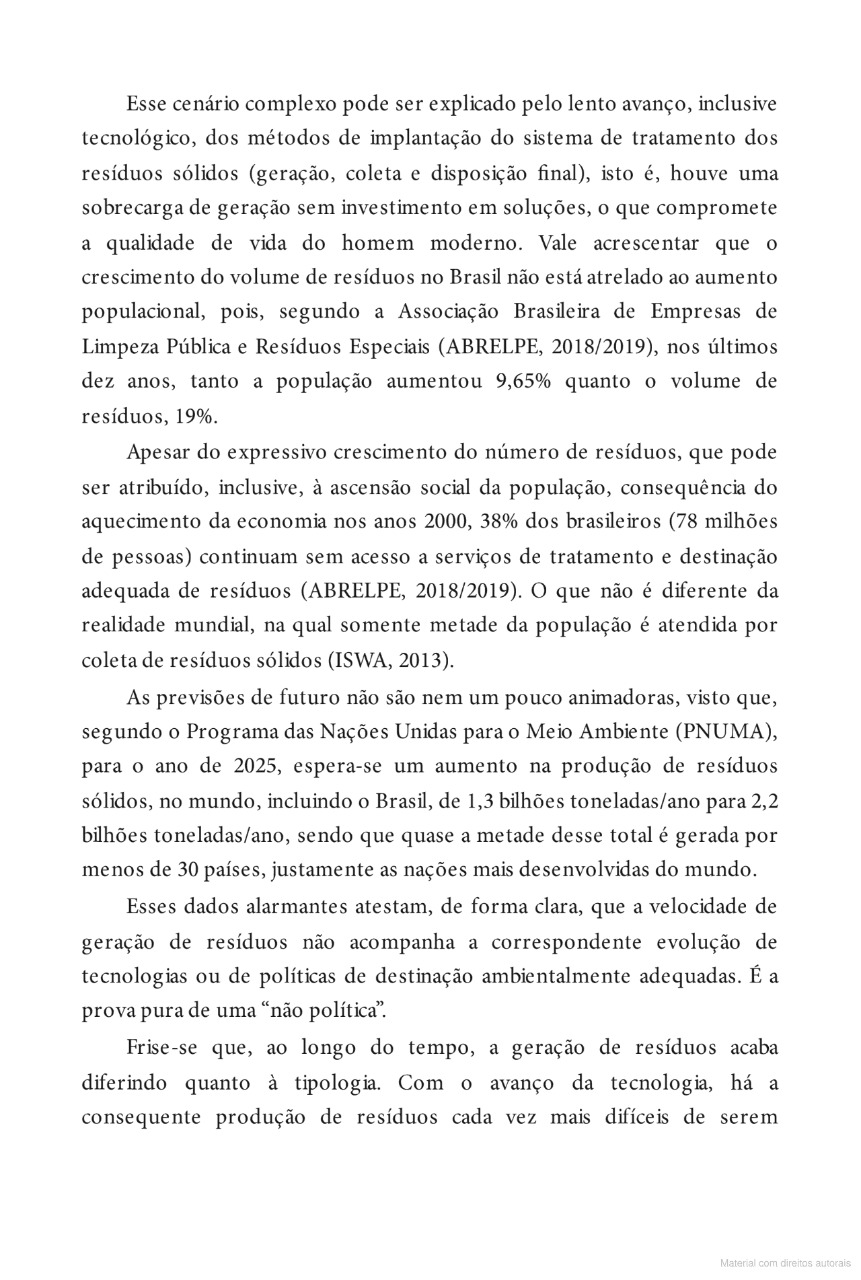 Esse cenário complexo pode ser explicado pelo lento avanço, inclusive
tecnológico, dos métodos de implantação do sistema de tratamento dos
resíduos sólidos (geração, coleta e disposição final), isto é, houve uma
sobrecarga de geração sem investimento em soluções, o que compromete
a qualidade de vida do homem moderno. Vale acrescentar que o
crescimento do volume de resíduos no Brasil não está atrelado ao aumento
populacional, pois, segundo a Associação Brasileira de Empresas de
Limpeza Pública e Resíduos Especiais (ABRELPE, 2018/2019), nos últimos
dez anos, tanto a população aumentou 9,65% quanto o volume de
resíduos, 19%.
Apesar do expressivo crescimento do número de resíduos, que pode
ser atribuído, inclusive, à ascensão social da população, consequência do
aquecimento da economia nos anos 2000, 38% dos brasileiros (78 milhões
de pessoas) continuam sem acesso a serviços de tratamento e destinação
adequada de resíduos (ABRELPE, 2018/2019). O que não é diferente da
realidade mundial, na qual somente metade da população é atendida por
coleta de resíduos sólidos (ISWA, 2013).
As previsões de futuro não são nem um pouco animadoras, visto que,
segundo o Programa das Nações Unidas para o Meio Ambiente (PNUMA),
para o ano de 2025, espera-se um aumento na produção de resíduos
sólidos, no mundo, incluindo o Brasil, de 1,3 bilhões toneladas/ano para 2,2
bilhões toneladas/ano, sendo que quase a metade desse total é gerada por
menos de 30 países, justamente as nações mais desenvolvidas do mundo.
Esses dados alarmantes atestam, de forma clara, que a velocidade de
geração de resíduos não acompanha a correspondente evolução de
tecnologias ou de políticas de destinação ambientalmente adequadas. É a
prova pura de uma “não política”.
Frise-se que, ao longo do tempo, a geração de resíduos acaba
diferindo quanto à tipologia. Com o avanço da tecnologia, há a
consequente produção de resíduos cada vez mais difíceis de serem
Material com direitos autorais